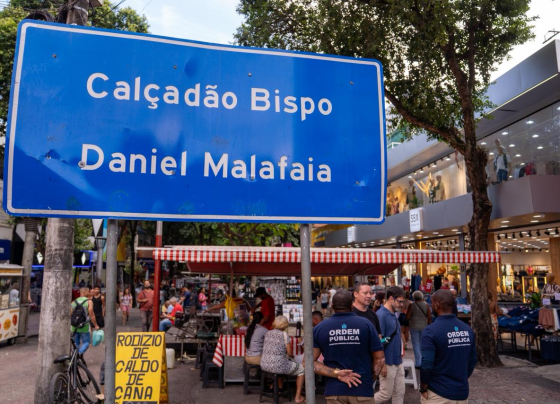 Calçadão Bispo
Daniel Malafaia
ORDEM
PÚBLICA
ORDEM
PÚBLICA
RODIZIO
DE
CALDO
DE
CANA